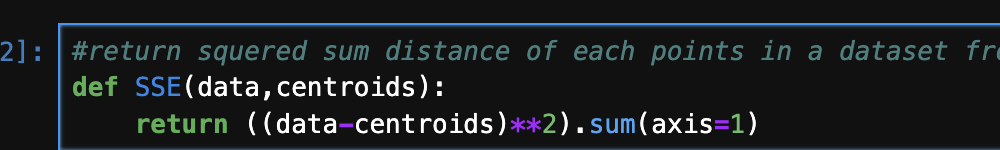 2]: #return squered sum distance of each points in a dataset
def SSE(data,centroids):
    return ((data-centroids)**2).sum(axis=1)